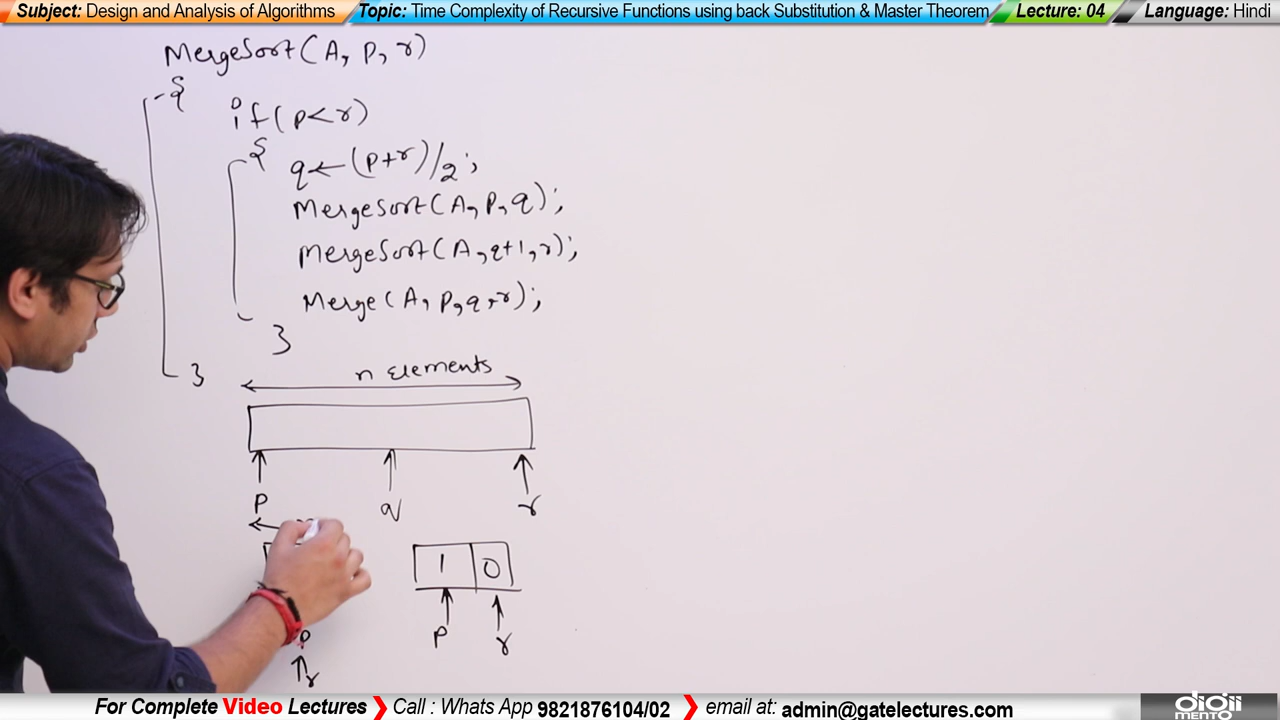 Subject: Design and Analysis of Algorithms Topic: Time Complexity of Recursive Functions using back Substitution & Master Theorem Lecture: 04 Language: Hindi
MergeSort(A, P, r)
{
if(p<r)
{ q←(p+r)/2;
MergeSort(A, P, q);
MergeSort(A, q+1, r);
Merge(A, P, q, r);
}
}
n Elements
P q r
1 0
P r
P
r
For Complete Video Lectures Call : Whats App 9821876104/02 email at: admin@gatelectures.com
digii
MENTO